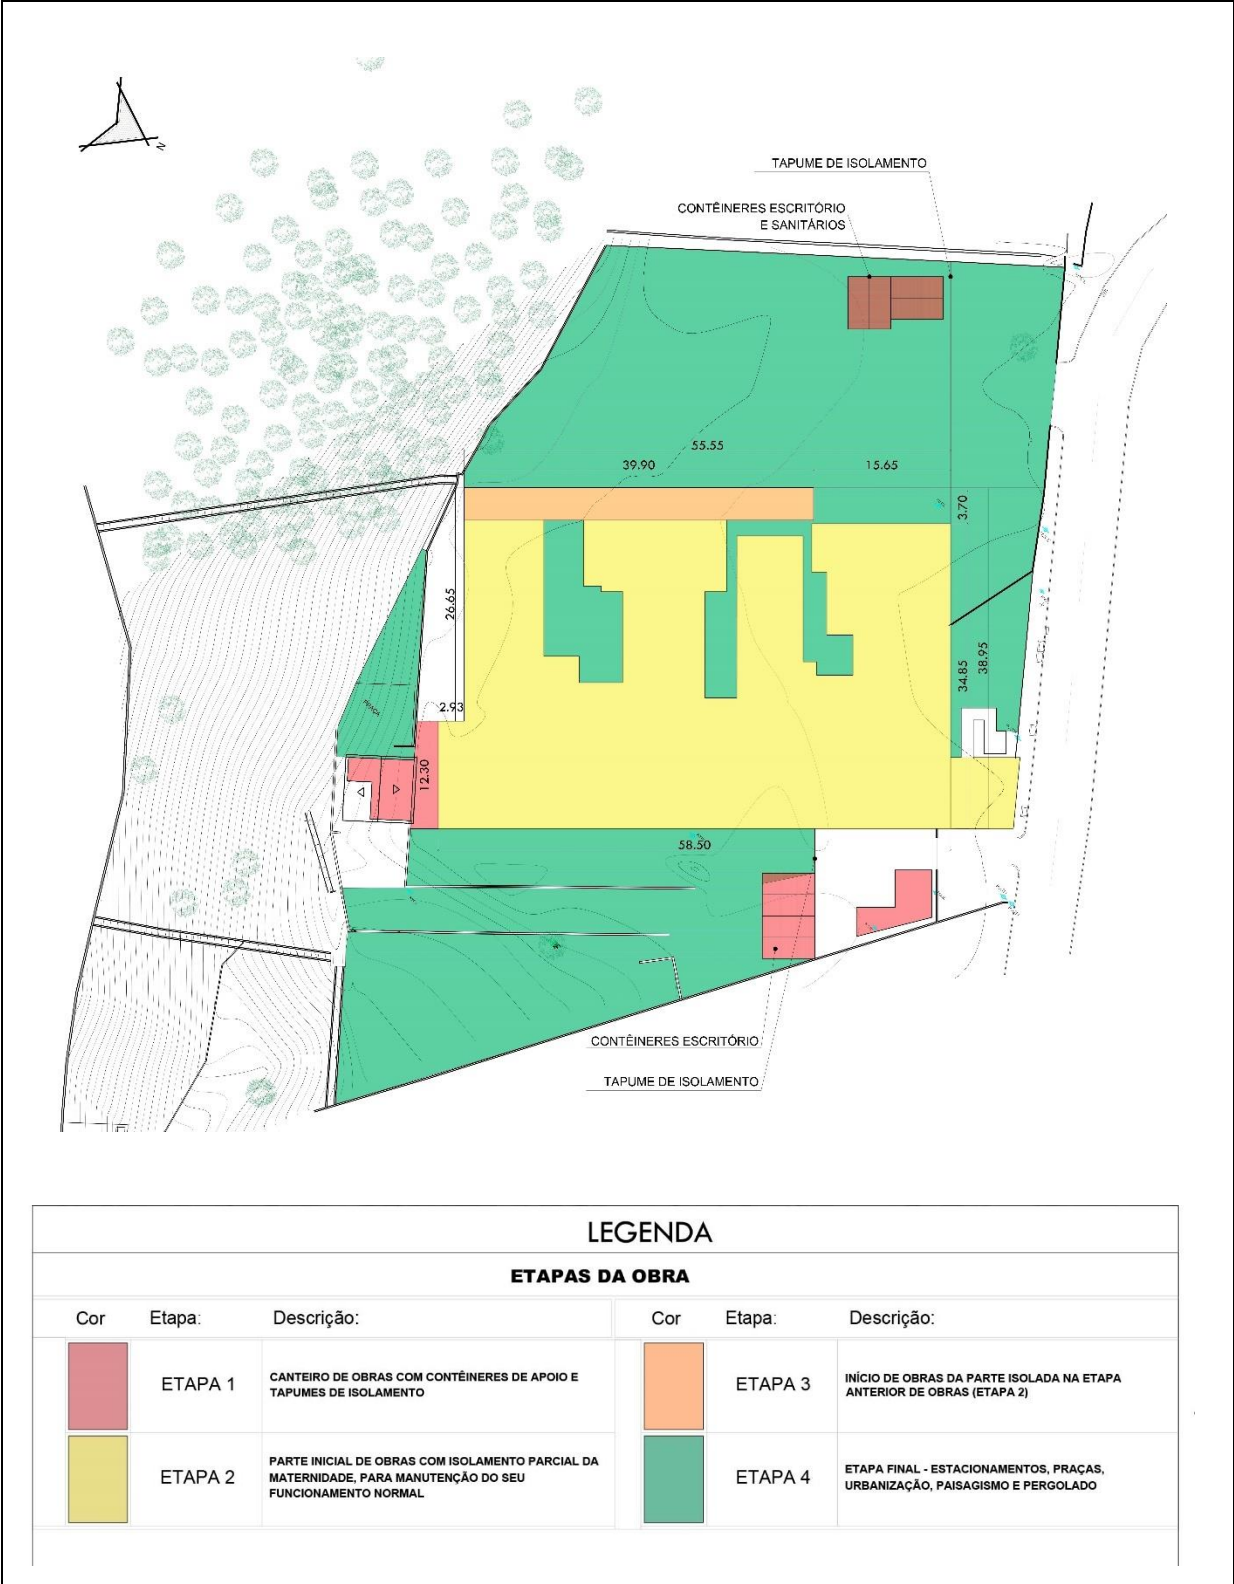 N
TAPUME DE ISOLAMENTO
CONTÊINERES ESCRITÓRIO
E SANITÁRIOS
55.55
39.90
15.65
3.70
26.65
34.85
38.95
2.93
PRAÇA
12.30
58.50
CONTÊINERES ESCRITÓRIO
TAPUME DE ISOLAMENTO
LEGENDA
ETAPAS DA OBRA
Cor Etapa: Descrição: Cor Etapa: Descrição:
ETAPA 1
CANTEIRO DE OBRAS COM CONTÊINERES DE APOIO E
TAPUMES DE ISOLAMENTO
ETAPA 3
INÍCIO DE OBRAS DA PARTE ISOLADA NA ETAPA
ANTERIOR DE OBRAS (ETAPA 2)
ETAPA 2
PARTE INICIAL DE OBRAS COM ISOLAMENTO PARCIAL DA
MATERNIDADE, PARA MANUTENÇÃO DO SEU
FUNCIONAMENTO NORMAL
ETAPA 4
ETAPA FINAL - ESTACIONAMENTOS, PRAÇAS,
URBANIZAÇÃO, PAISAGISMO E PERGOLADO